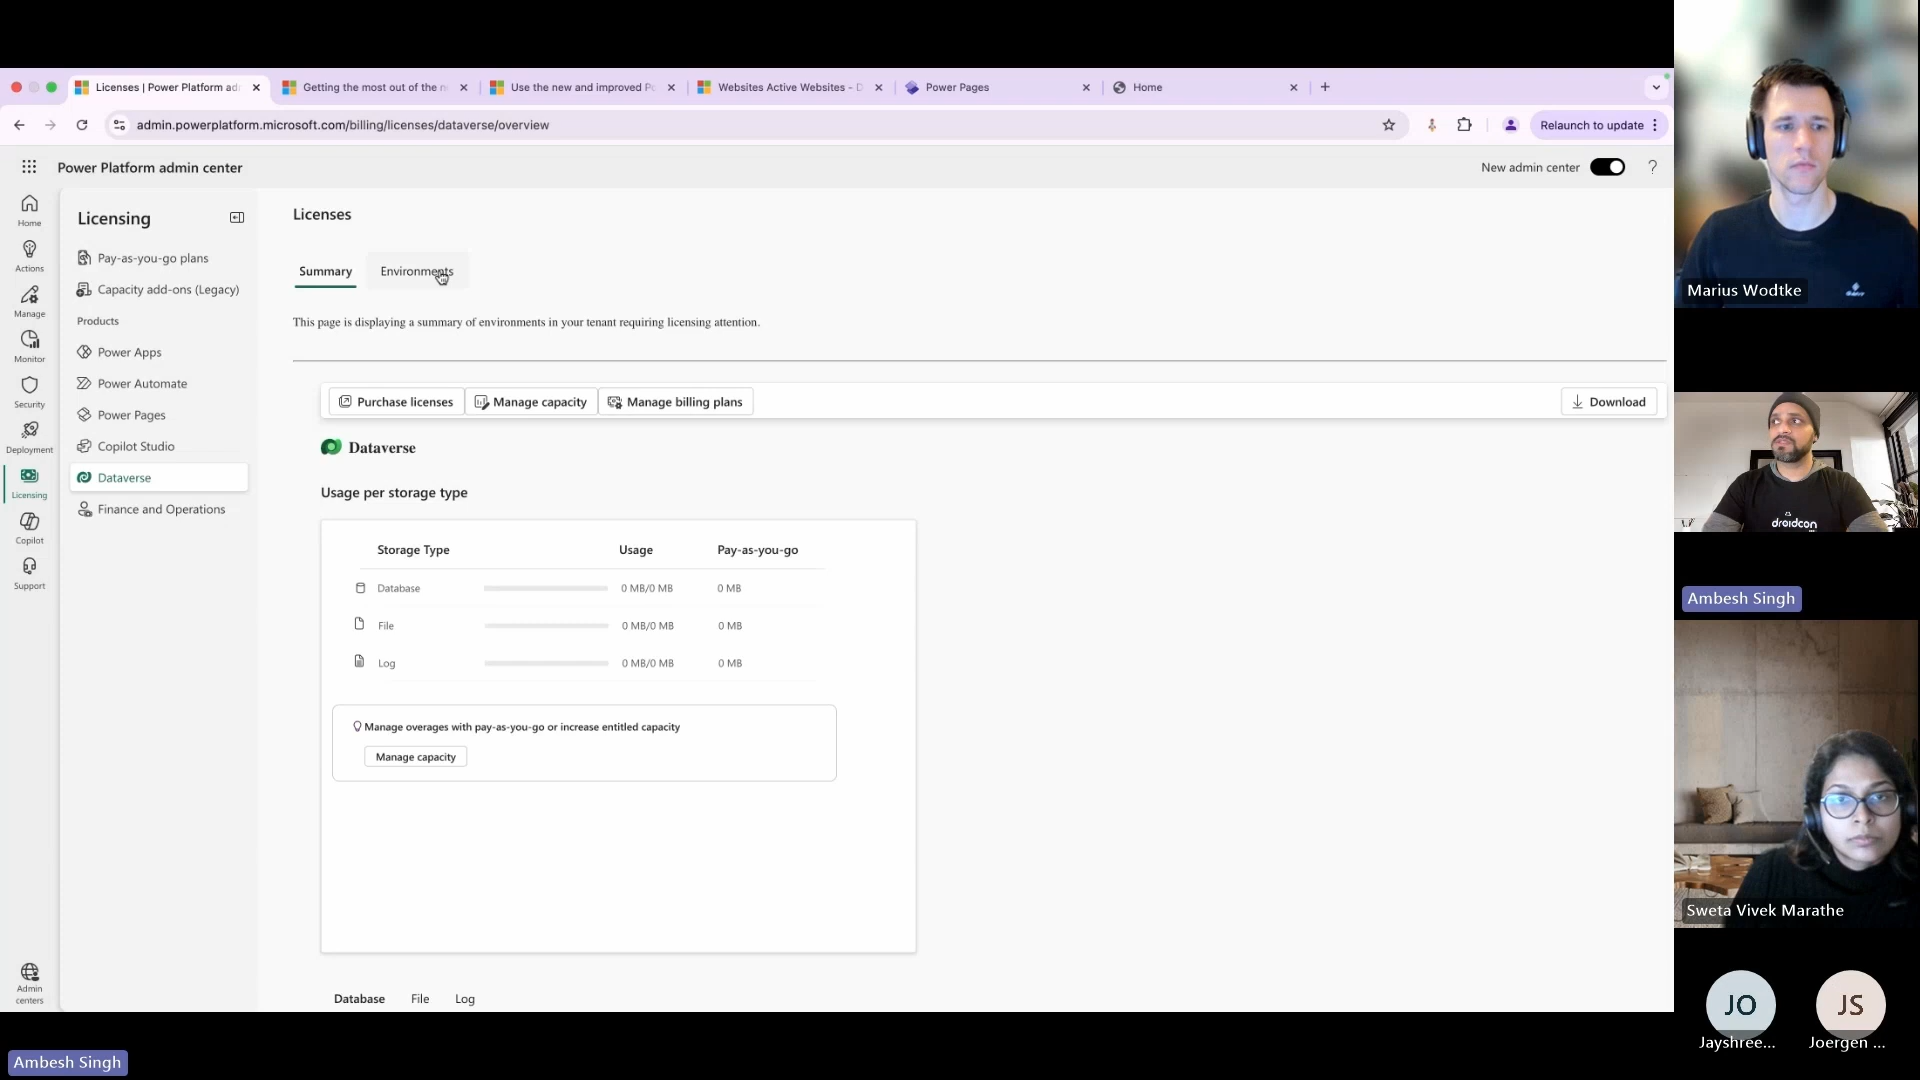 Licenses | Power Platform adr
Getting the most out of the n
Use the new and improved Po
Websites Active Websites - D
Power Pages
Home
admin.powerplatform.microsoft.com/billing/licenses/dataverse/overview
Relaunch to update
Power Platform admin center
New admin center
?
Home
Actions
Manage
Monitor
Security
Deployment
Licensing
Copilot
Support
Admin
centers
Licensing
Pay-as-you-go plans
Capacity add-ons (Legacy)
Products
Power Apps
Power Automate
Power Pages
Copilot Studio
Dataverse
Finance and Operations
Licenses
Summary
Environments
This page is displaying a summary of environments in your tenant requiring licensing attention.
Purchase licenses
Manage capacity
Manage billing plans
Download
Dataverse
Usage per storage type
Storage Type Usage Pay-as-you-go
Database 0 MB/0 MB 0 MB
File 0 MB/0 MB 0 MB
Log 0 MB/0 MB 0 MB
Manage overages with pay-as-you-go or increase entitled capacity
Manage capacity
Database File Log
Marius Wodtke
droidcon
Ambesh Singh
Sweta Vivek Marathe
JO
Jayshree...
JS
Joergen ...
Ambesh Singh